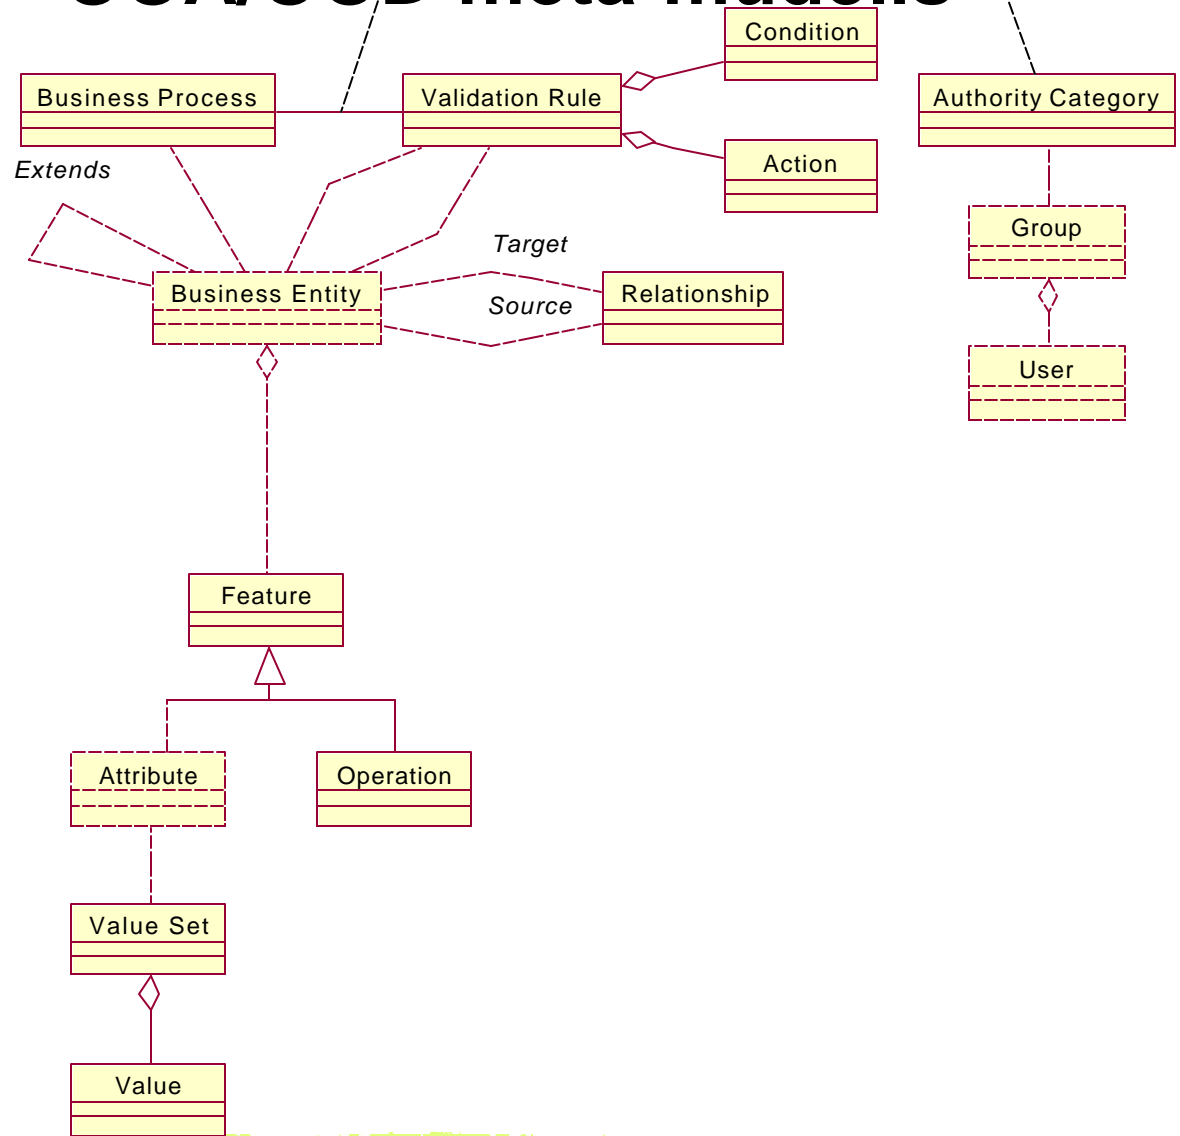 Condition
Business Process
Validation Rule
Authority Category
Action
Extends
Group
Target
Business Entity
Relationship
Source
User
Feature
Attribute
Operation
Value Set
Value